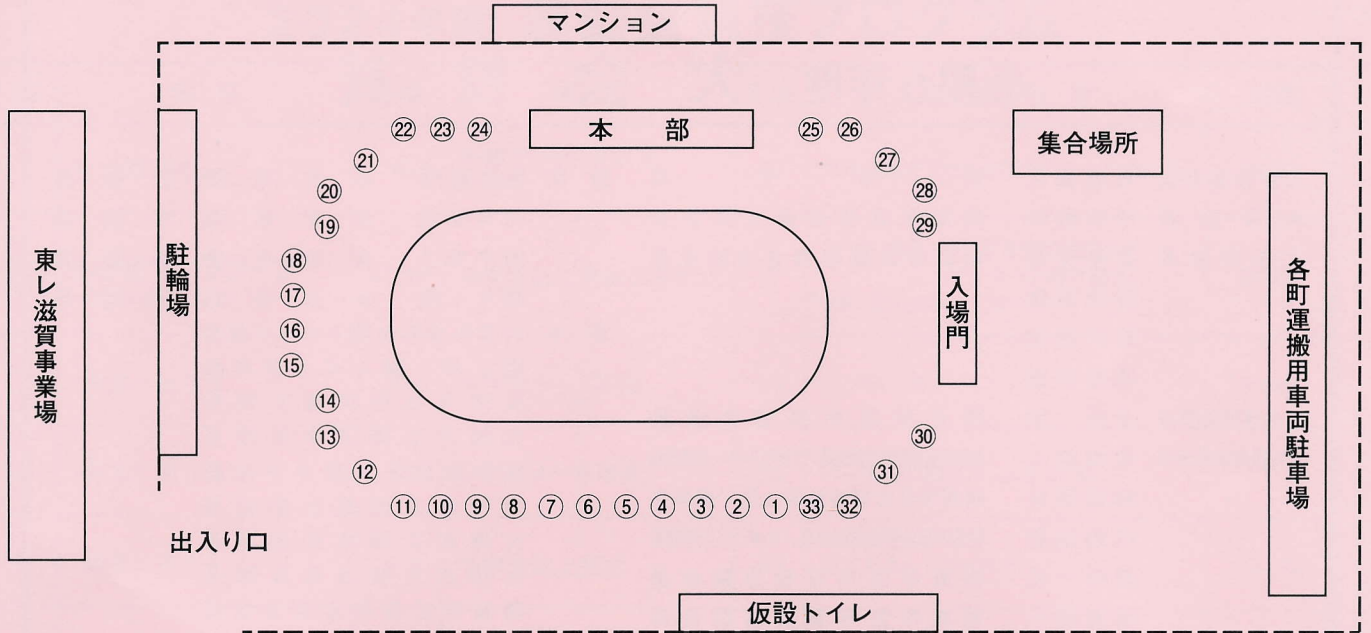 マンション
㉒ ㉓ ㉔ 本　部 ㉕ ㉖
集合場所
㉑ ㉗
⑳ ㉘
⑲ ㉙
⑱
⑰
⑯
⑮
東レ滋賀事業場
駐輪場
入場門
各町運搬用車両駐車場
⑭
⑬ ㉚
⑫ ㉛
⑪ ⑩ ⑨ ⑧ ⑦ ⑥ ⑤ ④ ③ ② ① ㉝ ㉜
出入り口
仮設トイレ